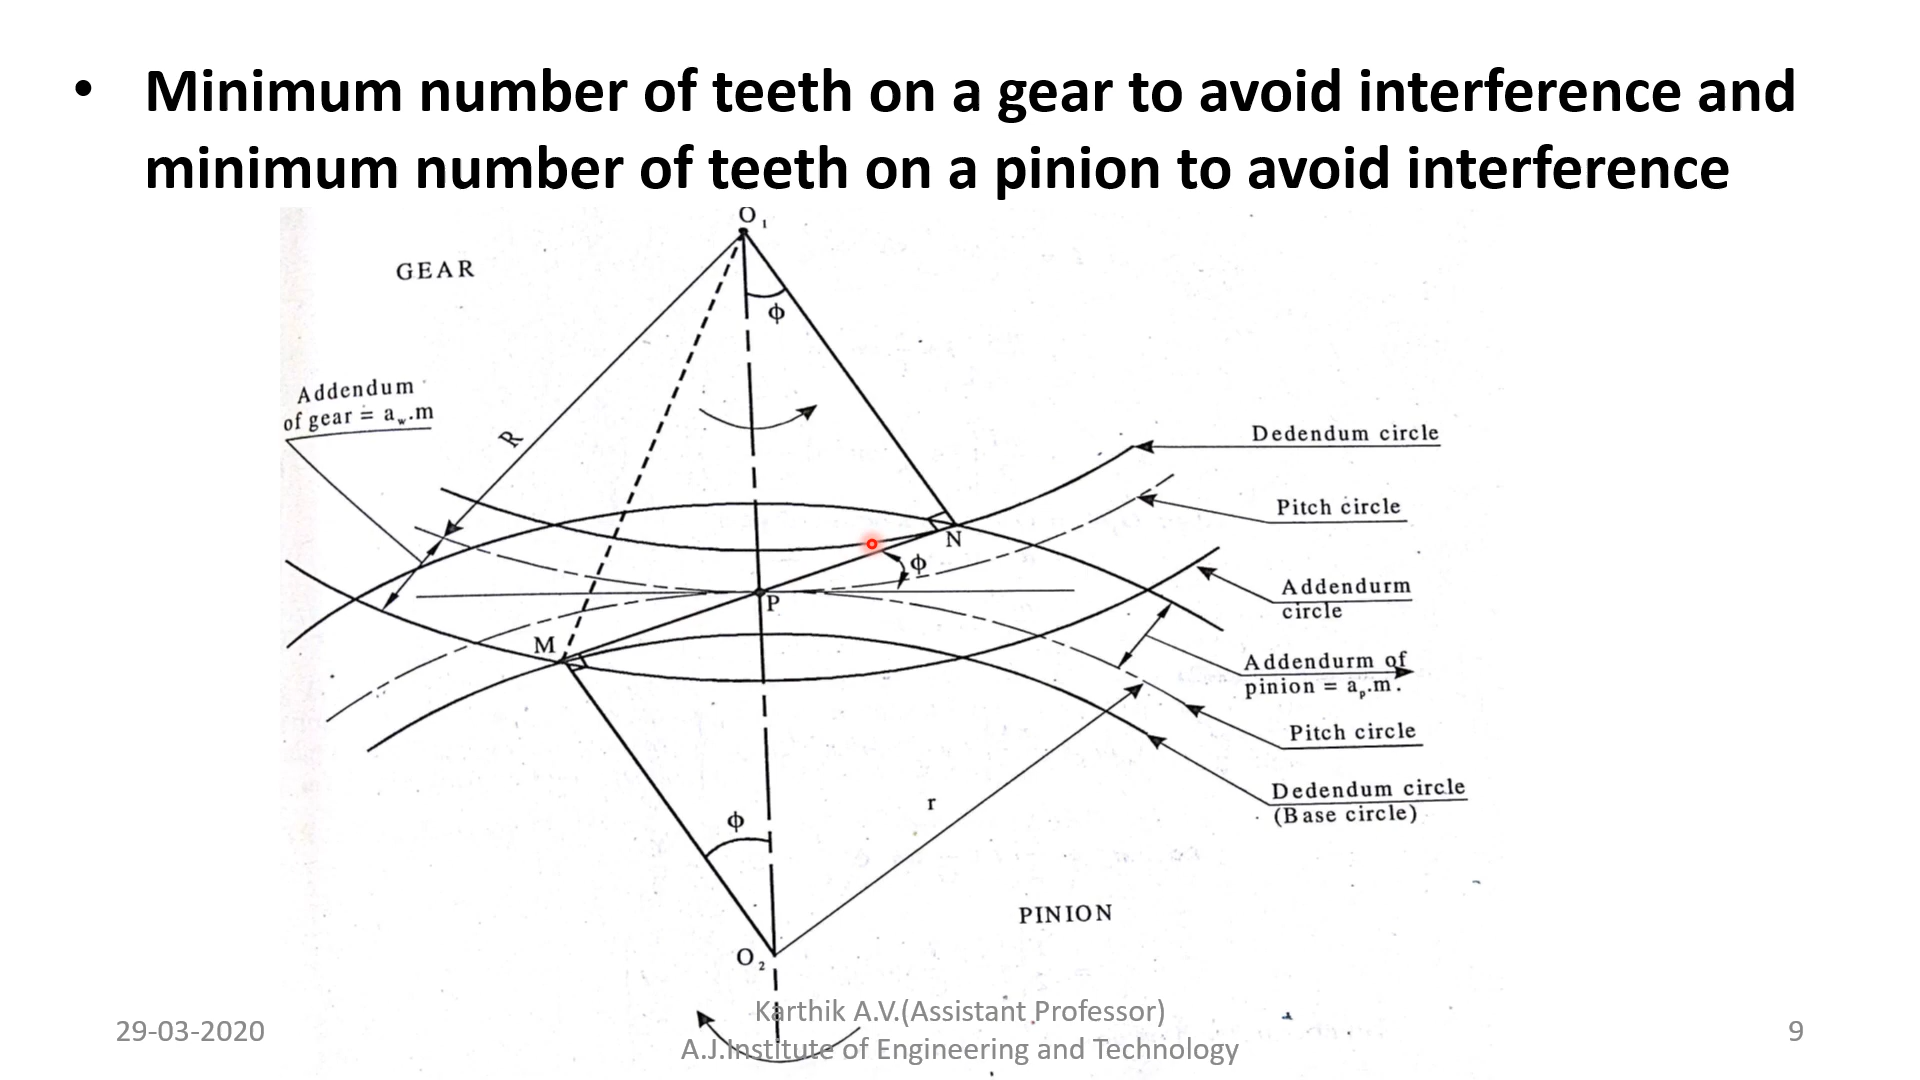 • Minimum number of teeth on a gear to avoid interference and
minimum number of teeth on a pinion to avoid interference
O₁
GEAR
ϕ
Addendum
of gear = a_w.m
R
Dedendum circle
Pitch circle
N
ϕ
Addendurm
circle
P
M
Addendurm of
pinion = a_p.m.
Pitch circle
Dedendum circle
(Base circle)
r
ϕ
PINION
O₂
29-03-2020
Karthik A.V.(Assistant Professor)
A.J.Institute of Engineering and Technology
9